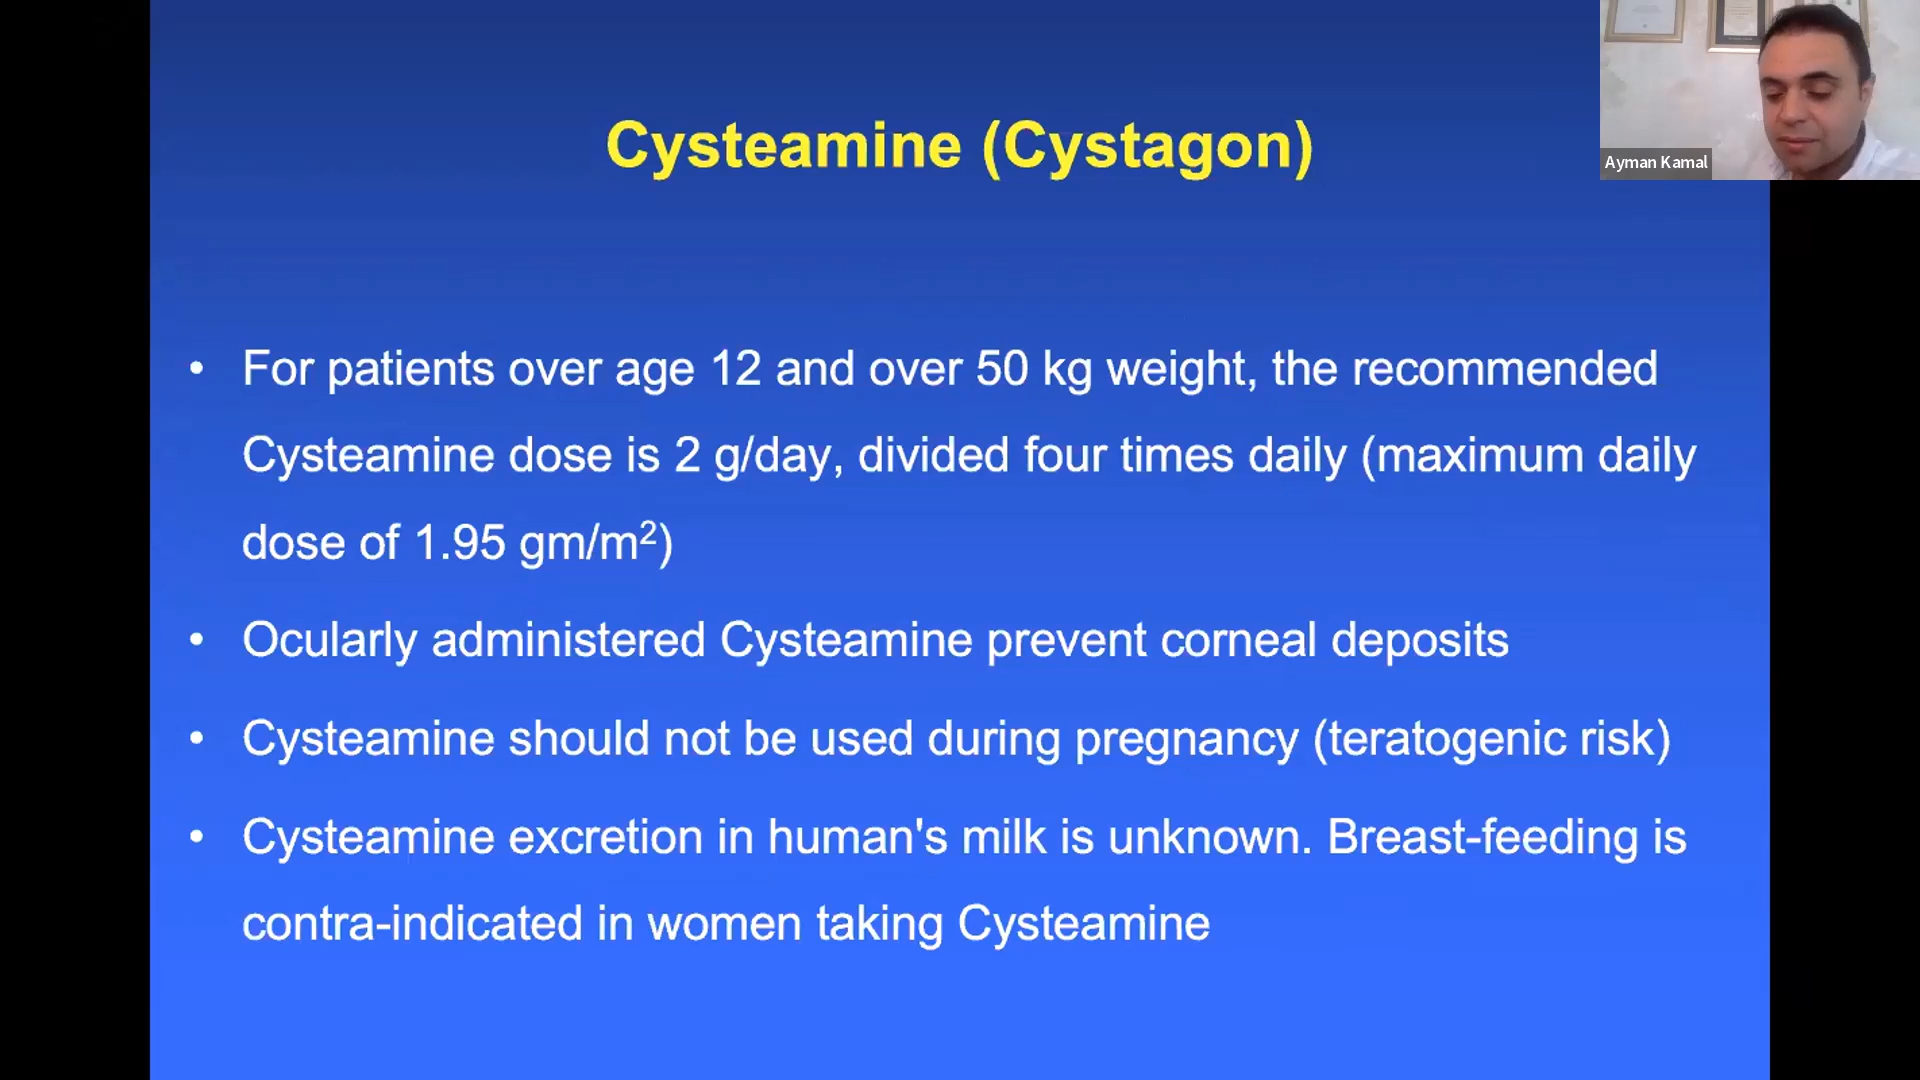 Cysteamine (Cystagon)
Ayman Kamal
• For patients over age 12 and over 50 kg weight, the recommended
Cysteamine dose is 2 g/day, divided four times daily (maximum daily
dose of 1.95 gm/m²)
• Ocularly administered Cysteamine prevent corneal deposits
• Cysteamine should not be used during pregnancy (teratogenic risk)
• Cysteamine excretion in human's milk is unknown. Breast-feeding is
contra-indicated in women taking Cysteamine